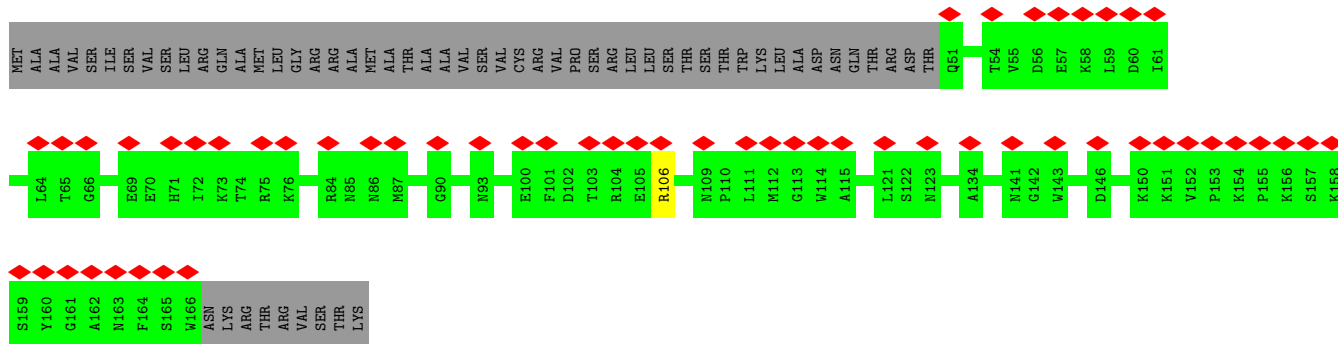 MET ALA ALA VAL SER ILE SER VAL SER LEU ARG GLN ALA MET LEU GLY ARG ARG ALA MET ALA THR ALA ALA VAL SER VAL CYS ARG VAL PRO SER ARG LEU LEU SER THR SER THR TRP LYS LEU ALA ASP ASN GLN THR ARG ASP THR Q51 T54 V55 D56 E57 K58 L59 D60 I61
L64 T65 G66 E69 E70 H71 I72 K73 T74 R75 K76 R84 N85 N86 M87 G90 N93 E100 F101 D102 T103 R104 E105 R106 N109 P110 L111 M112 G113 W114 A115 L121 S122 N123 A134 N141 G142 W143 D146 K150 K151 V152 P153 K154 P155 K156 S157 K158
S159 Y160 G161 A162 N163 F164 S165 W166 ASN LYS ARG THR ARG VAL SER THR LYS